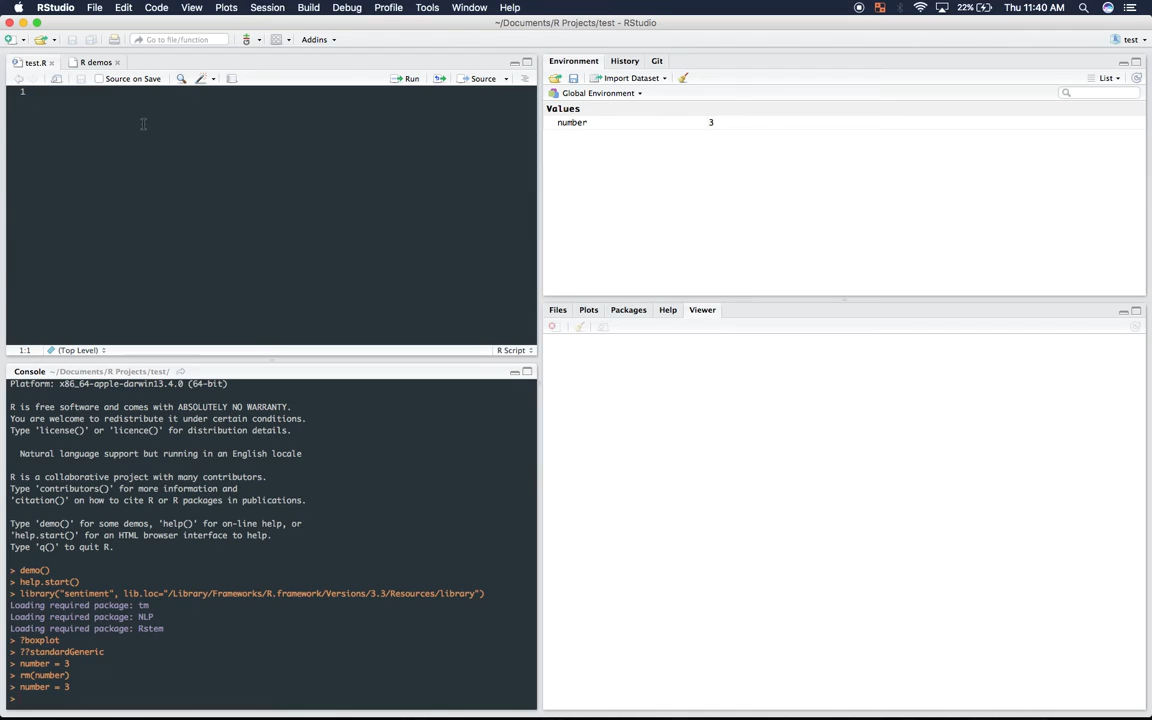 RStudio File Edit Code View Plots Session Build Debug Profile Tools Window Help 22% Thu 11:40 AM
~/Documents/R Projects/test - RStudio
Go to file/function Addins test
test.R R demos
Source on Save Run Source
1
1:1 (Top Level) R Script
Console ~/Documents/R Projects/test/
Platform: x86_64-apple-darwin13.4.0 (64-bit)
R is free software and comes with ABSOLUTELY NO WARRANTY.
You are welcome to redistribute it under certain conditions.
Type 'license()' or 'licence()' for distribution details.
Natural language support but running in an English locale
R is a collaborative project with many contributors.
Type 'contributors()' for more information and
'citation()' on how to cite R or R packages in publications.
Type 'demo()' for some demos, 'help()' for on-line help, or
'help.start()' for an HTML browser interface to help.
Type 'q()' to quit R.
> demo()
> help.start()
> library("sentiment", lib.loc="/Library/Frameworks/R.framework/Versions/3.3/Resources/library")
Loading required package: tm
Loading required package: NLP
Loading required package: Rstem
> ?boxplot
> ??standardGeneric
> number = 3
> rm(number)
> number = 3
>
Environment History Git
Import Dataset List
Global Environment
Values
number 3
Files Plots Packages Help Viewer